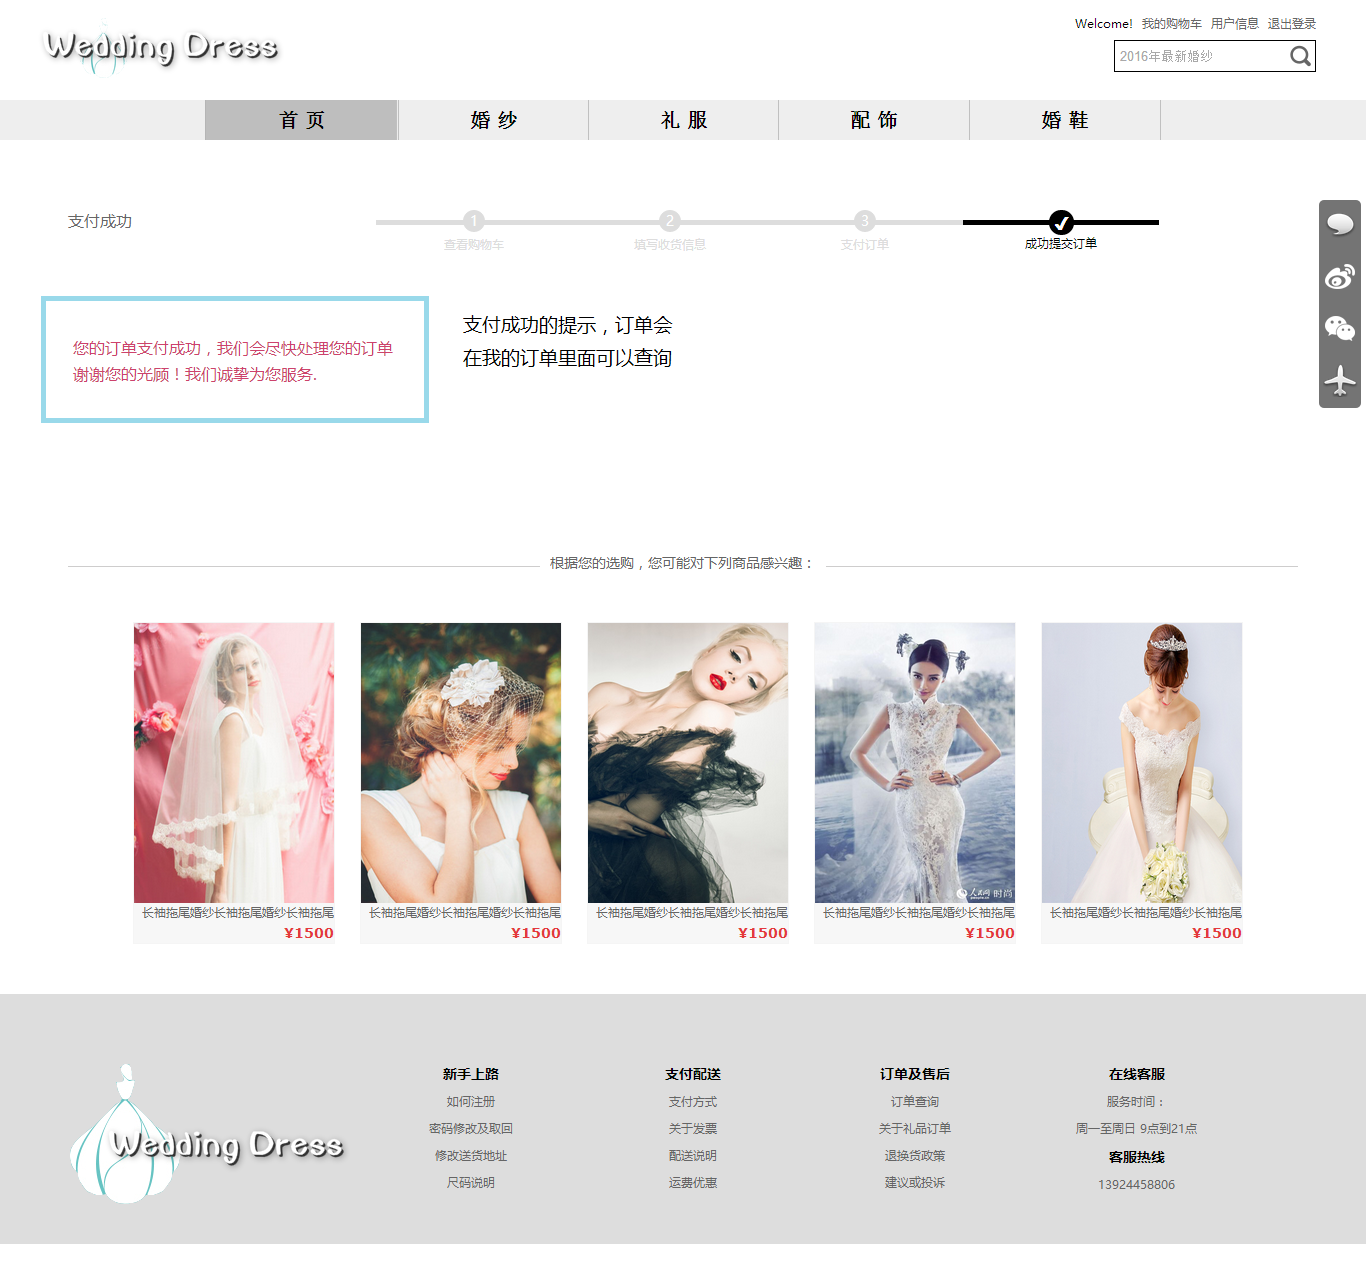 Wedding Dress
Welcome! 我的购物车 用户信息 退出登录
2016年最新婚纱
首 页 婚 纱 礼 服 配 饰 婚 鞋
支付成功
1 2 3
查看购物车 填写收货信息 支付订单 成功提交订单
您的订单支付成功，我们会尽快处理您的订单
谢谢您的光顾！我们诚挚为您服务.
支付成功的提示，订单会
在我的订单里面可以查询
根据您的选购，您可能对下列商品感兴趣：
人民网 时尚
长袖拖尾婚纱长袖拖尾婚纱长袖拖尾 长袖拖尾婚纱长袖拖尾婚纱长袖拖尾 长袖拖尾婚纱长袖拖尾婚纱长袖拖尾 长袖拖尾婚纱长袖拖尾婚纱长袖拖尾 长袖拖尾婚纱长袖拖尾婚纱长袖拖尾
¥1500 ¥1500 ¥1500 ¥1500 ¥1500
Wedding Dress
新手上路
如何注册
密码修改及取回
修改送货地址
尺码说明
支付配送
支付方式
关于发票
配送说明
运费优惠
订单及售后
订单查询
关于礼品订单
退换货政策
建议或投诉
在线客服
服务时间：
周一至周日 9点到21点
客服热线
13924458806